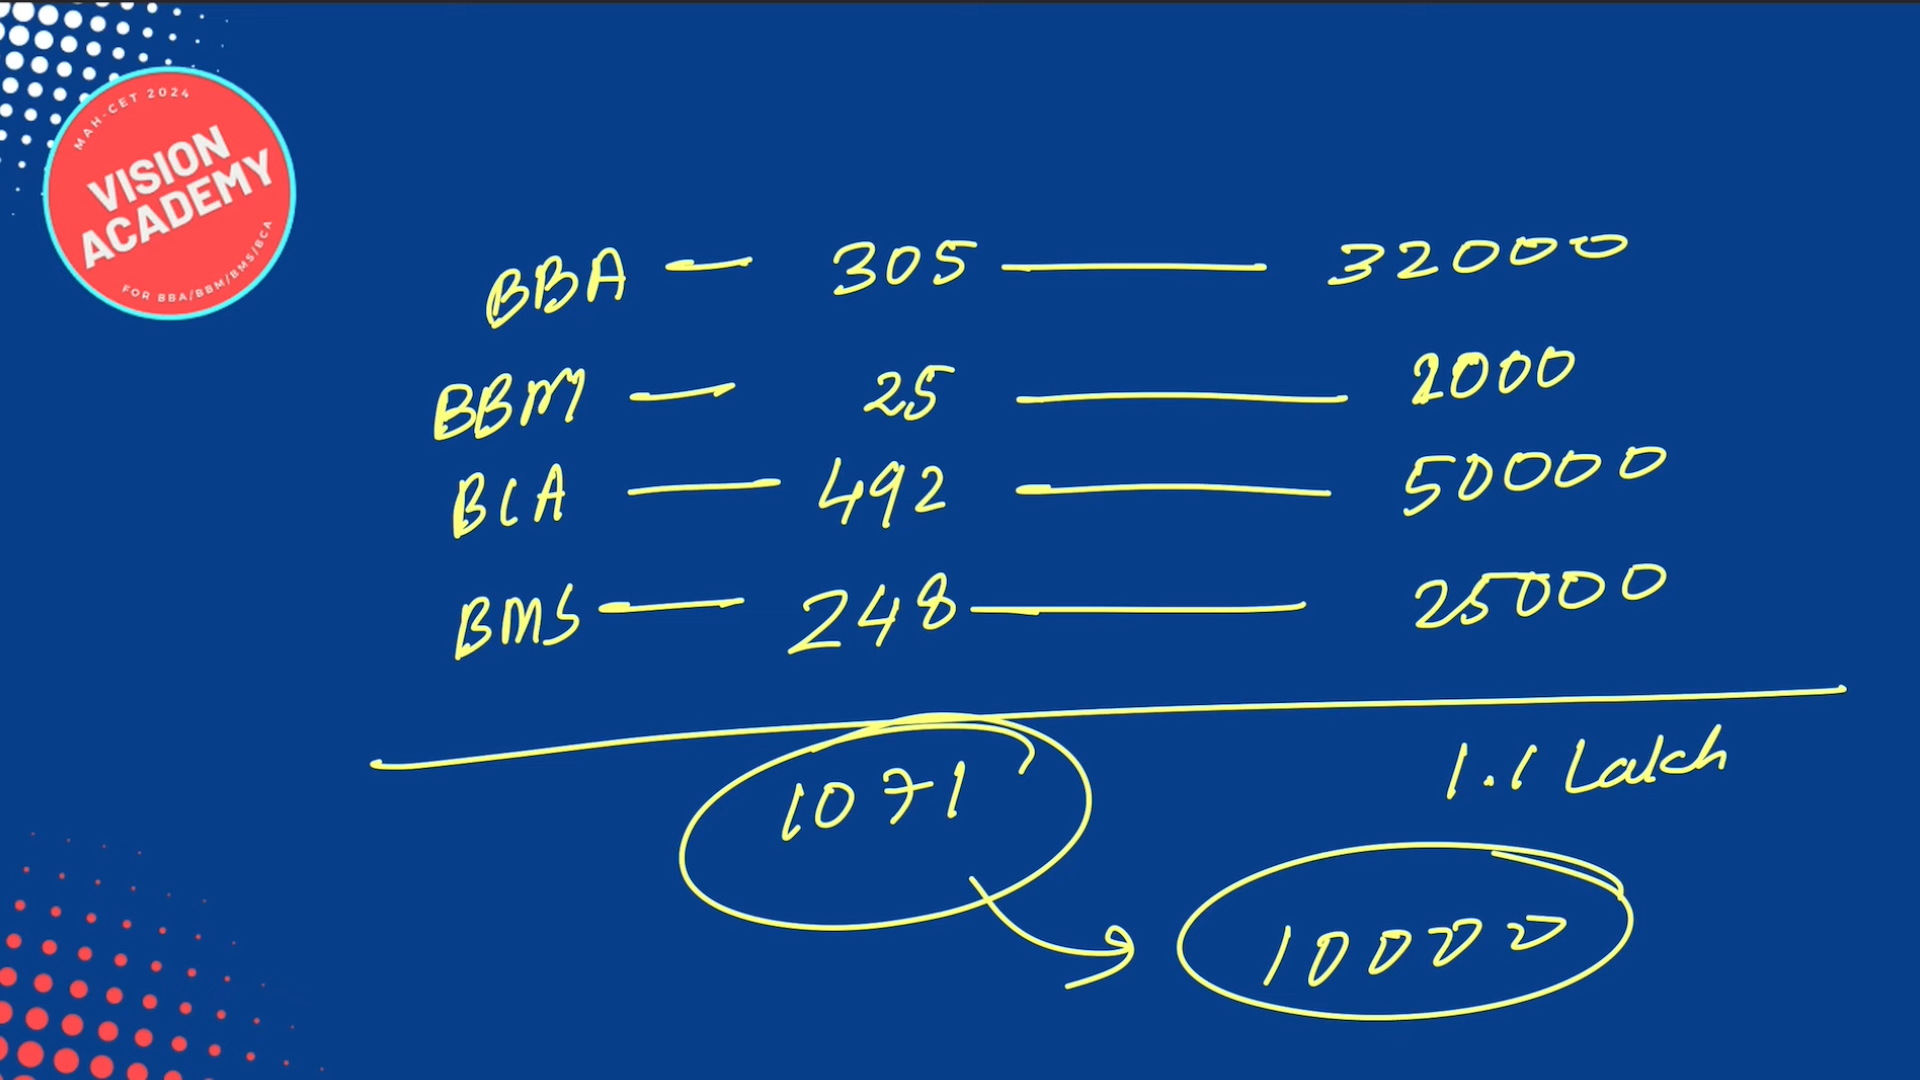 MAH-CET 2024
VISION
ACADEMY
FOR BBA/BBM/BMS/BCA
BBA — 305 — 32000
BBM — 25 — 2000
BCA — 492 — 50000
BMS — 248 — 25000
1071
1.1 Lakh
10000